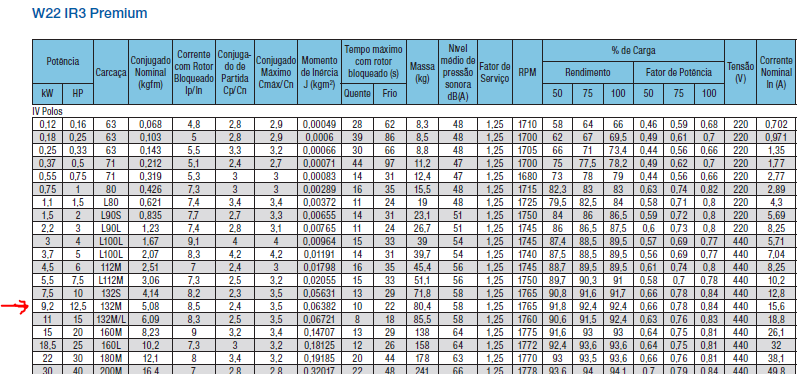 W22 IR3 Premium
Potência Carcaça Conjugado Nominal (kgfm) Corrente com Rotor Bloqueado Ip/In Conjuga-do de Partida Cp/Cn Conjugado Máximo Cmáx/Cn Momento de Inércia J (kgm²) Tempo máximo com rotor bloqueado (s) Massa (kg) Nível médio de pressão sonora dB(A) Fator de Serviço RPM % de Carga Tensão (V) Corrente Nominal In (A)
Rendimento Fator de Potência
kW HP Quente Frio 50 75 100 50 75 100
IV Polos
0,12 0,16 63 0,068 4,8 2,8 2,9 0,00049 28 62 8,3 48 1,25 1710 58 64 66 0,46 0,59 0,68 220 0,702
0,18 0,25 63 0,103 5 2,8 2,9 0,0006 39 86 8,5 48 1,25 1700 62 67 69,5 0,49 0,61 0,7 220 0,971
0,25 0,33 63 0,143 5,5 3,3 3,2 0,00066 30 66 8,8 48 1,25 1705 66 71 73,4 0,44 0,56 0,66 220 1,35
0,37 0,5 71 0,212 5,1 2,4 2,7 0,00071 44 97 11,2 47 1,25 1700 75 77,5 78,2 0,49 0,62 0,7 220 1,77
0,55 0,75 71 0,319 5,3 3 3 0,00083 14 31 12,4 47 1,25 1680 73 78 79 0,44 0,56 0,66 220 2,77
0,75 1 80 0,426 7,3 3 3 0,00289 16 35 15,5 48 1,25 1715 82,3 83 83 0,63 0,74 0,82 220 2,89
1,1 1,5 L80 0,621 7,4 3,4 3,4 0,00372 11 24 19 48 1,25 1725 79,5 82,5 84 0,58 0,71 0,8 220 4,3
1,5 2 L90S 0,835 7,7 2,7 3,3 0,00655 14 31 23,1 51 1,25 1750 84 86 86,5 0,59 0,72 0,8 220 5,69
2,2 3 L90L 1,23 7,4 2,8 3,1 0,00765 11 24 26,7 51 1,25 1745 86 86,5 87,5 0,6 0,73 0,8 220 8,25
3 4 L100L 1,67 9,1 4 4 0,00964 15 33 39 54 1,25 1745 87,4 88,5 89,5 0,57 0,69 0,77 440 5,71
3,7 5 L100L 2,07 8,3 4,2 4,2 0,01191 14 31 39,7 54 1,25 1740 87,5 88,5 89,5 0,56 0,69 0,77 440 7,04
4,5 6 112M 2,51 7 2,4 3 0,01798 16 35 45,4 56 1,25 1745 88,7 89,5 89,5 0,61 0,74 0,8 440 8,25
5,5 7,5 L112M 3,06 7,3 2,5 3,2 0,02055 15 33 51,1 56 1,25 1750 89,7 90,3 91 0,58 0,7 0,78 440 10,2
7,5 10 132S 4,14 8,2 2,3 3,5 0,05631 13 29 71,8 58 1,25 1765 90,8 91,6 91,7 0,66 0,78 0,84 440 12,8
9,2 12,5 132M 5,08 8,5 2,4 3,5 0,06382 10 22 80,4 58 1,25 1765 91,8 92,4 92,4 0,66 0,78 0,84 440 15,6
11 15 132M/L 6,09 8,3 2,5 3,5 0,06721 8 18 85,5 58 1,25 1760 90,6 91,5 92,4 0,63 0,76 0,83 440 18,8
15 20 160M 8,23 9 3,2 3,4 0,14707 13 29 138 64 1,25 1775 91,6 93 93 0,64 0,75 0,81 440 26,1
18,5 25 160L 10,2 7,3 3 3,2 0,18125 12 26 158 64 1,25 1772 92,4 93,6 93,6 0,64 0,75 0,81 440 32
22 30 180M 12,1 8 3,4 3,2 0,19185 20 44 178 63 1,25 1770 93 93,5 93,6 0,66 0,76 0,81 440 38,1
30 40 200M 16,4 7 2,8 2,8 0,32017 22 48 241 66 1,25 1778 93,6 94 94,1 0,7 0,79 0,84 440 49,8